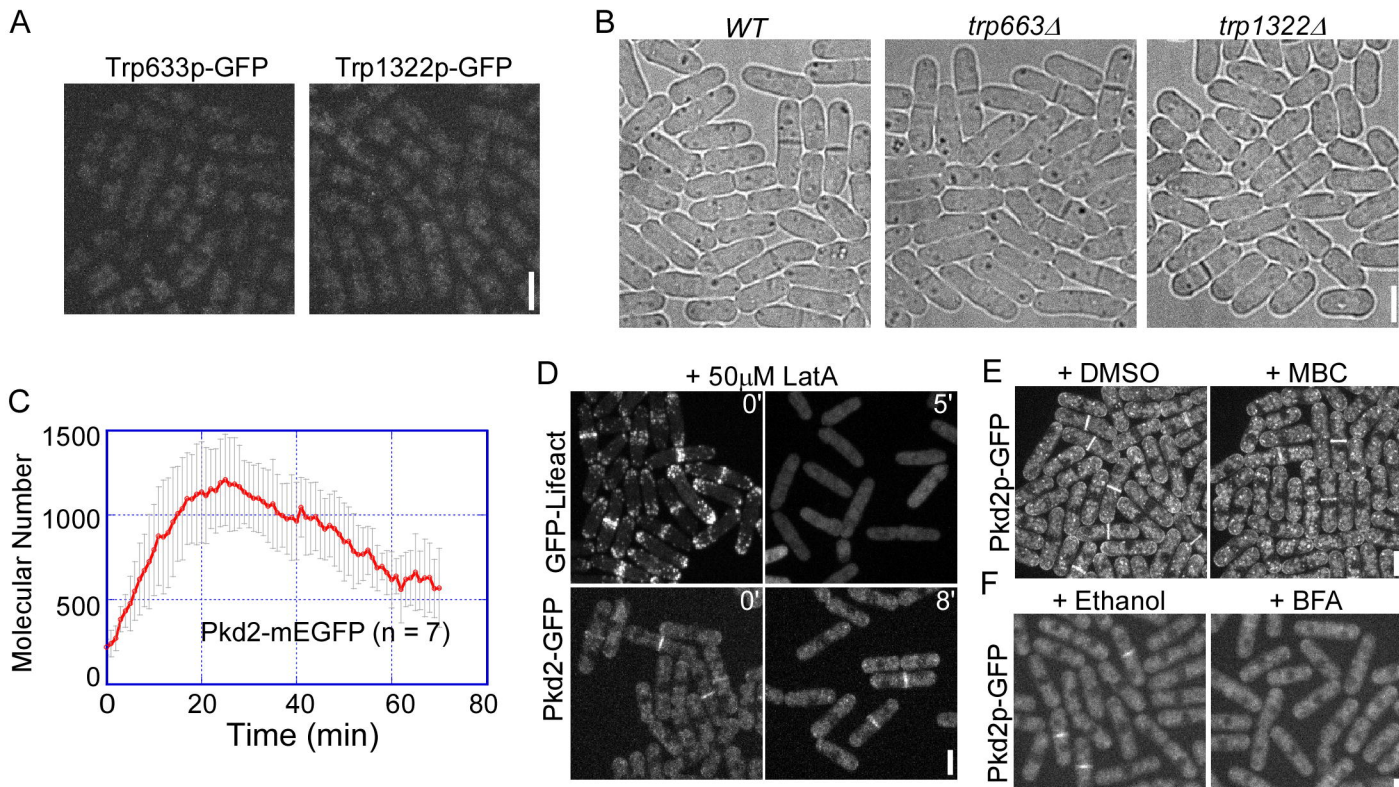 A
Trp633p-GFP
Trp1322p-GFP
B
WT
trp663Δ
trp1322Δ
C
1500
1000
500
0
0
20
40
60
80
Molecular Number
Pkd2-mEGFP (n = 7)
Time (min)
D
+ 50μM LatA
GFP-Lifeact
0'
5'
Pkd2-GFP
0'
8'
E
+ DMSO
+ MBC
Pkd2p-GFP
F
+ Ethanol
+ BFA
Pkd2p-GFP